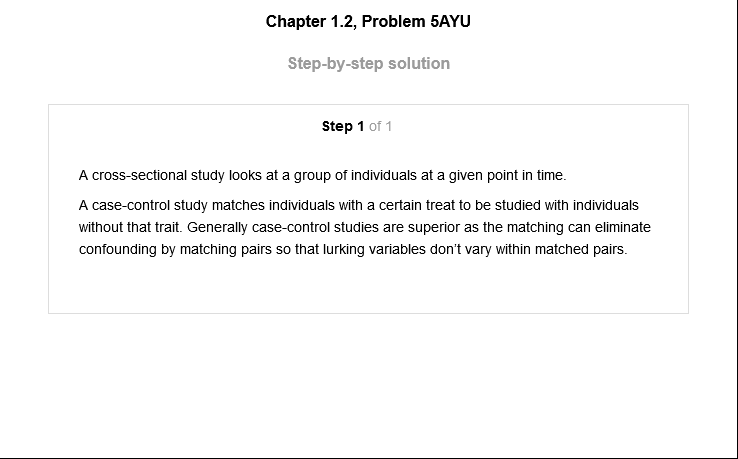 Chapter 1.2, Problem 5AYU
Step-by-step solution
Step 1 of 1
A cross-sectional study looks at a group of individuals at a given point in time.
A case-control study matches individuals with a certain treat to be studied with individuals
without that trait. Generally case-control studies are superior as the matching can eliminate
confounding by matching pairs so that lurking variables don’t vary within matched pairs.